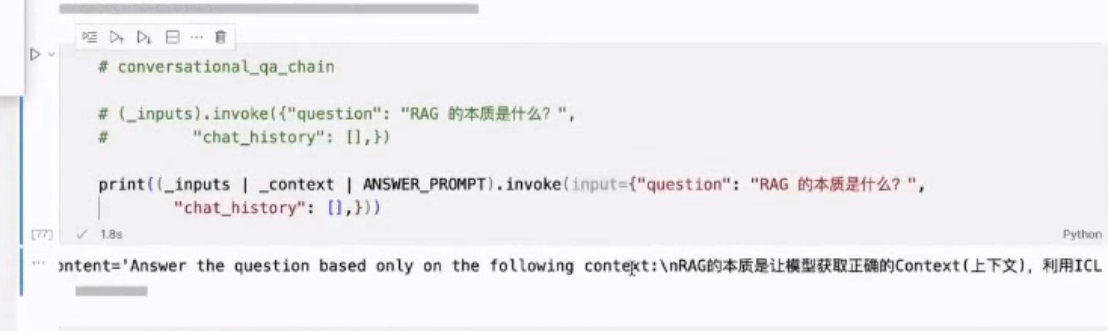 # conversational_qa_chain
# (_inputs).invoke({"question": "RAG 的本质是什么？",
#         "chat_history": [],})
print((_inputs | _context | ANSWER_PROMPT).invoke(input={"question": "RAG 的本质是什么？",
"chat_history": [],}))
[77] 1.8s Python
ontent='Answer the question based only on the following context:\nRAG的本质是让模型获取正确的Context(上下文)，利用ICL